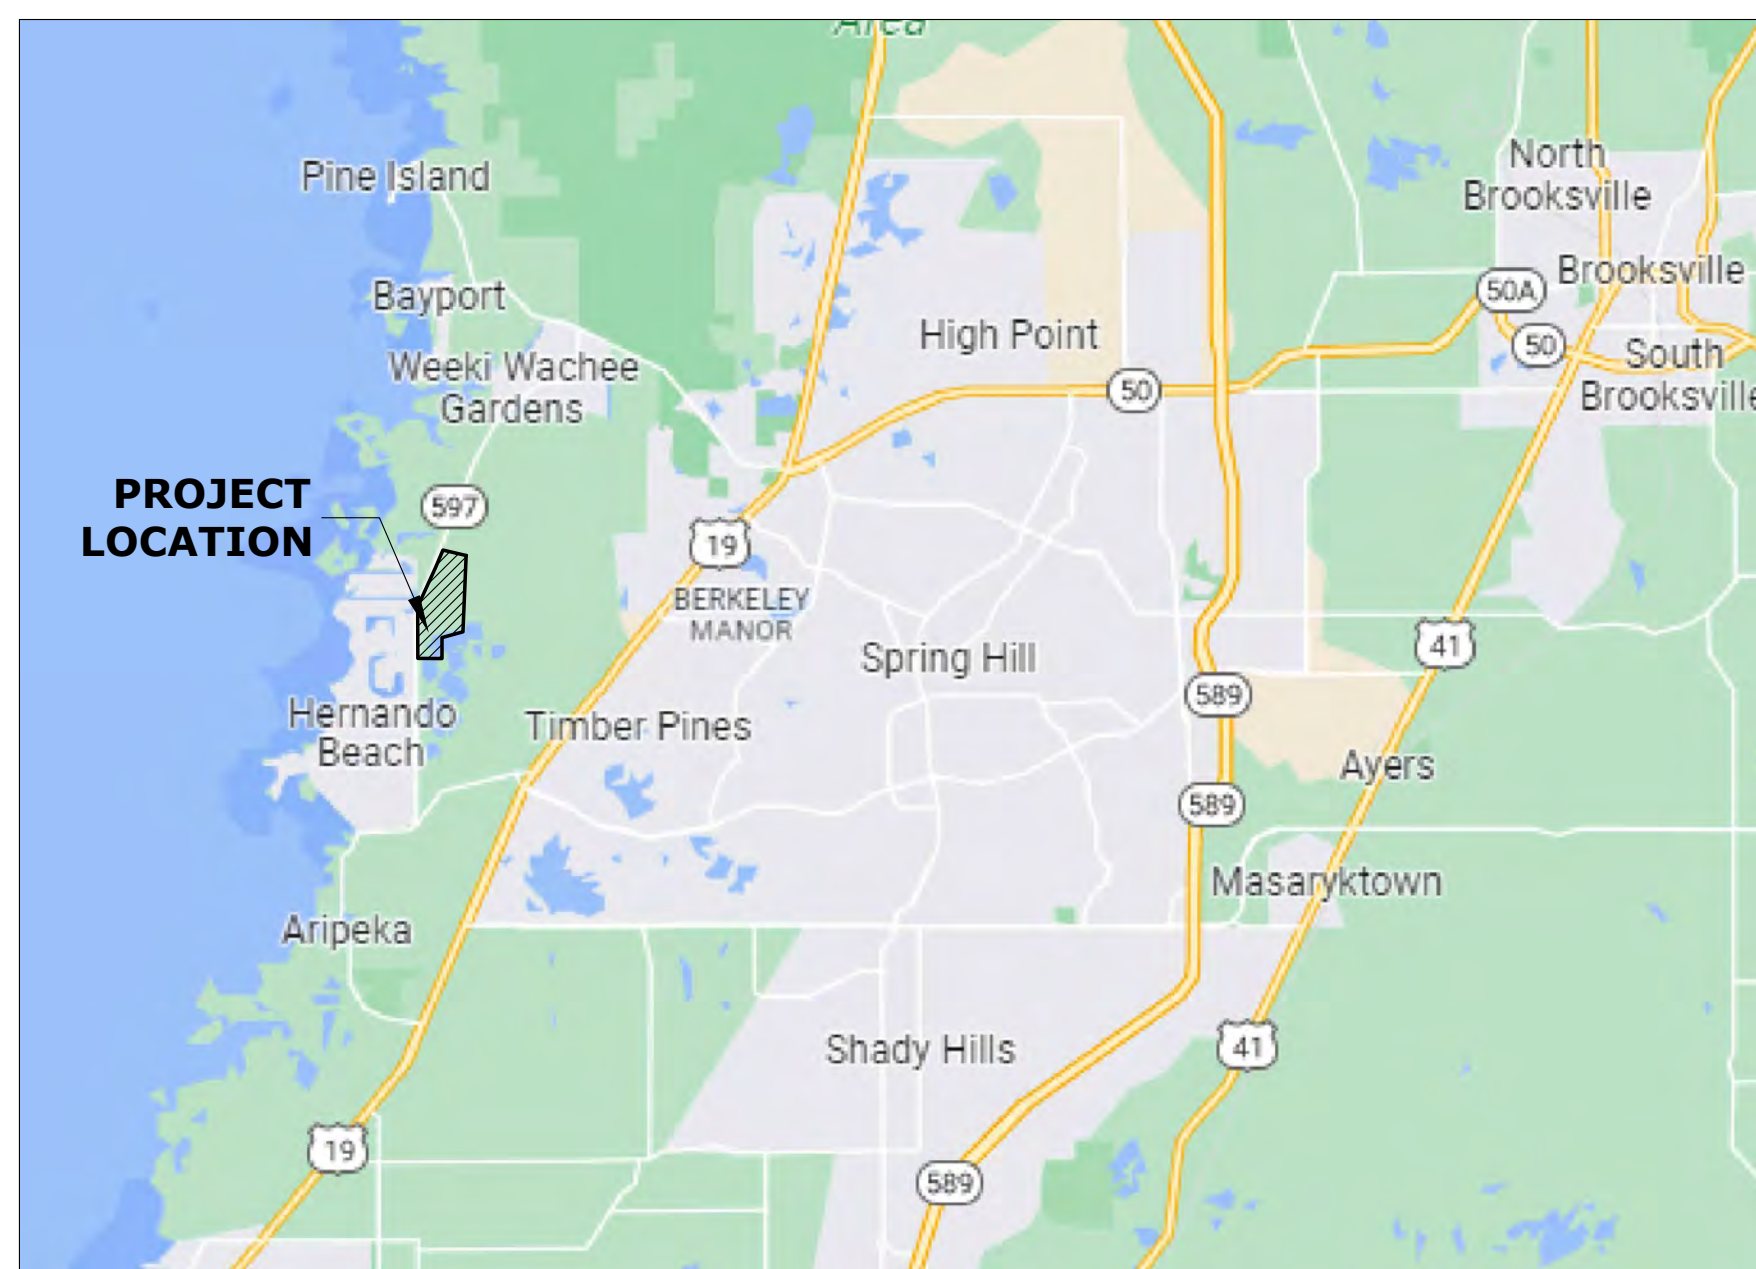 Area
Pine Island
North
Brooksville
Brooksville
50A
Bayport
High Point
50
South
Brooksville
Weeki Wachee
Gardens
50
PROJECT
LOCATION
597
19
BERKELEY
MANOR
Spring Hill
41
589
Hernando
Beach
Timber Pines
Ayers
589
Masaryktown
Aripeka
Shady Hills
41
19
589